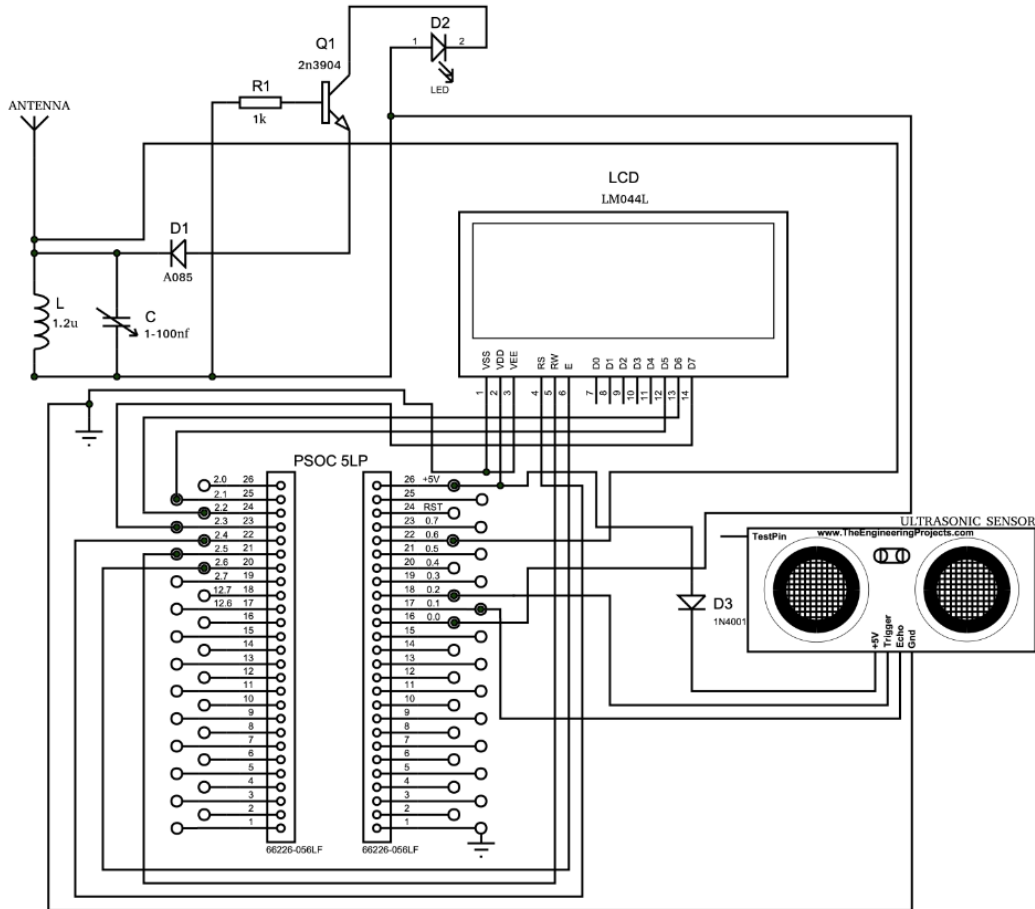 D2
1 2
LED
Q1
2n3904
R1
1k
ANTENNA
LCD
LM044L
D1
A085
L
1.2u
C
1-100nf
VSS
VDD
VEE
RS
RW
E
D0
D1
D2
D3
D4
D5
D6
D7
1
2
3
4
5
6
7
8
9
10
11
12
13
14
PSOC 5LP
2.0 26
2.1 25
2.2 24
2.3 23
2.4 22
2.5 21
2.6 20
2.7 19
12.7 18
12.6 17
16
15
14
13
12
11
10
9
8
7
6
5
4
3
2
1
66226-056LF
26 +5V
25
24 RST
23 0.7
22 0.6
21 0.5
20 0.4
19 0.3
18 0.2
17 0.1
16 0.0
15
14
13
12
11
10
9
8
7
6
5
4
3
2
1
66226-056LF
D3
1N4001
ULTRASONIC SENSOR
www.TheEngineeringProjects.com
TestPin
+5V
Trigger
Echo
Gnd